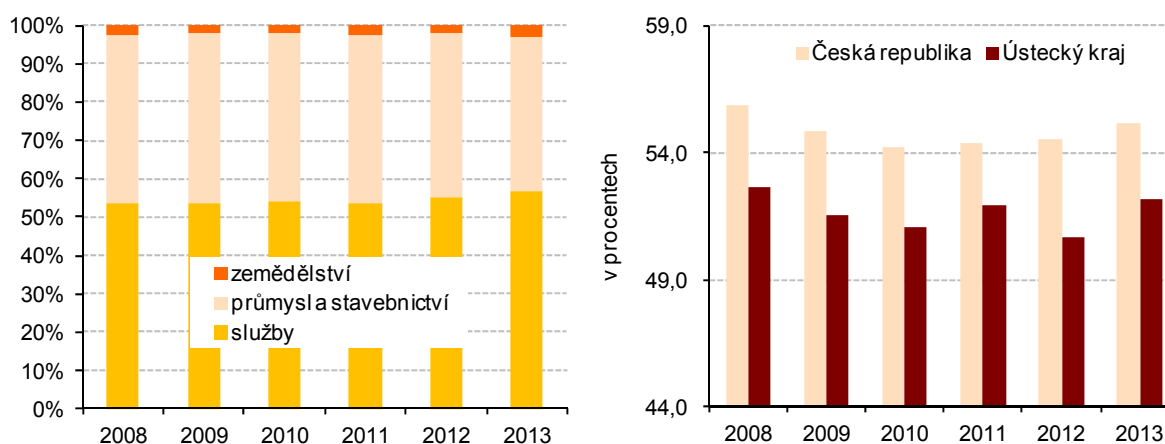 100%
90%
80%
70%
60%
50%
40%
30%
20%
10%
0%
zemědělství
průmysl a stavebnictví
služby
2008 2009 2010 2011 2012 2013
59,0
54,0
49,0
44,0
v procentech
Česká republika Ústecký kraj
2008 2009 2010 2011 2012 2013